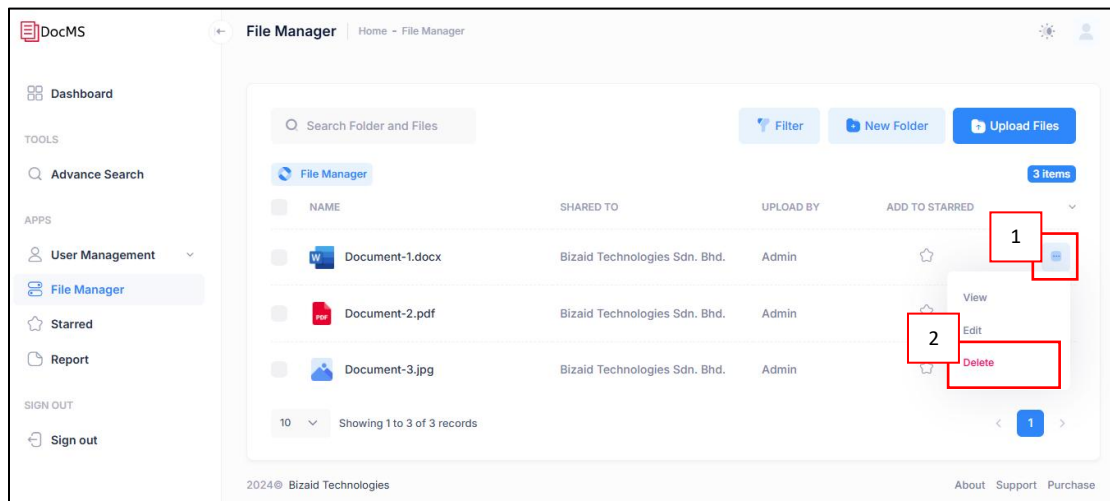 DocMS
File Manager
Home - File Manager
Dashboard
TOOLS
Advance Search
APPS
User Management
File Manager
Starred
Report
SIGN OUT
Sign out
Search Folder and Files
Filter
New Folder
Upload Files
File Manager
3 items
NAME SHARED TO UPLOAD BY ADD TO STARRED
1
W Document-1.docx Bizaid Technologies Sdn. Bhd. Admin
PDF Document-2.pdf Bizaid Technologies Sdn. Bhd. Admin
Document-3.jpg Bizaid Technologies Sdn. Bhd. Admin
View
Edit
2
Delete
10 Showing 1 to 3 of 3 records
1
2024© Bizaid Technologies
About Support Purchase